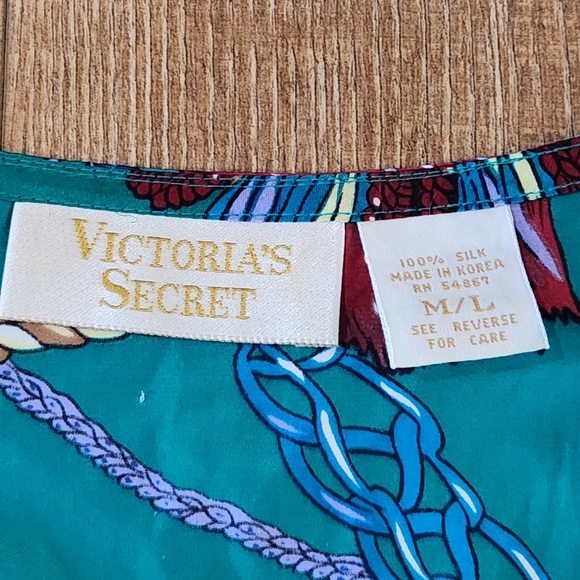 VICTORIA'S
SECRET
100% SILK
MADE IN KOREA
RN 54867
M/L
SEE REVERSE
FOR CARE